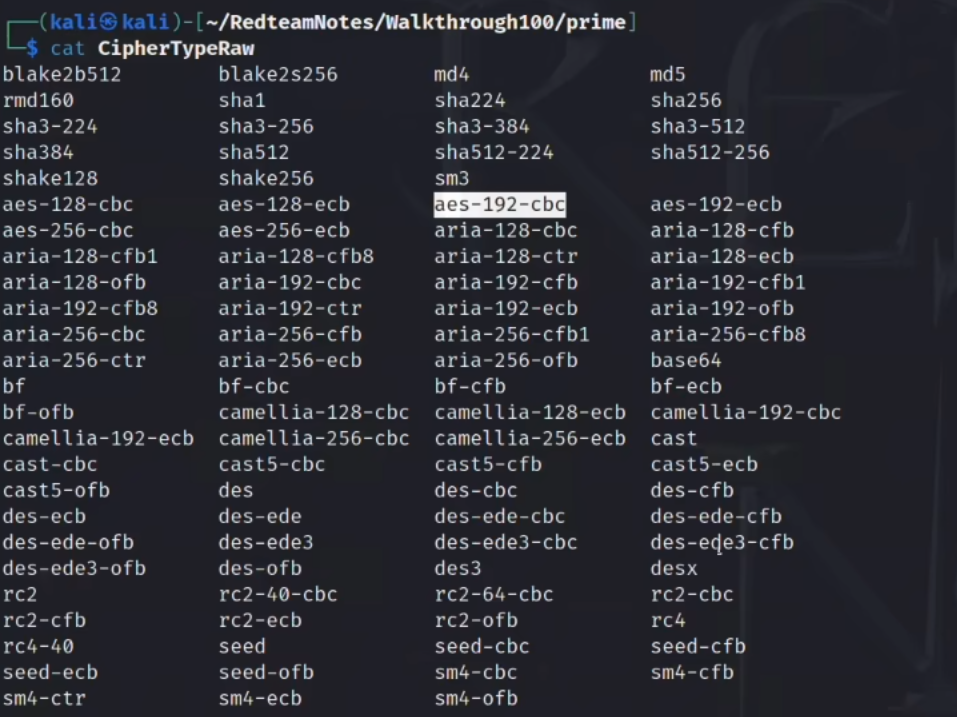 ┌──(kali㉿kali)-[~/RedteamNotes/Walkthrough100/prime]
└─$ cat CipherTypeRaw
blake2b512 blake2s256 md4 md5
rmd160 sha1 sha224 sha256
sha3-224 sha3-256 sha3-384 sha3-512
sha384 sha512 sha512-224 sha512-256
shake128 shake256 sm3
aes-128-cbc aes-128-ecb aes-192-cbc aes-192-ecb
aes-256-cbc aes-256-ecb aria-128-cbc aria-128-cfb
aria-128-cfb1 aria-128-cfb8 aria-128-ctr aria-128-ecb
aria-128-ofb aria-192-cbc aria-192-cfb aria-192-cfb1
aria-192-cfb8 aria-192-ctr aria-192-ecb aria-192-ofb
aria-256-cbc aria-256-cfb aria-256-cfb1 aria-256-cfb8
aria-256-ctr aria-256-ecb aria-256-ofb base64
bf bf-cbc bf-cfb bf-ecb
bf-ofb camellia-128-cbc camellia-128-ecb camellia-192-cbc
camellia-192-ecb camellia-256-cbc camellia-256-ecb cast
cast-cbc cast5-cbc cast5-cfb cast5-ecb
cast5-ofb des des-cbc des-cfb
des-ecb des-ede des-ede-cbc des-ede-cfb
des-ede-ofb des-ede3 des-ede3-cbc des-ede3-cfb
des-ede3-ofb des-ofb des3 desx
rc2 rc2-40-cbc rc2-64-cbc rc2-cbc
rc2-cfb rc2-ecb rc2-ofb rc4
rc4-40 seed seed-cbc seed-cfb
seed-ecb seed-ofb sm4-cbc sm4-cfb
sm4-ctr sm4-ecb sm4-ofb